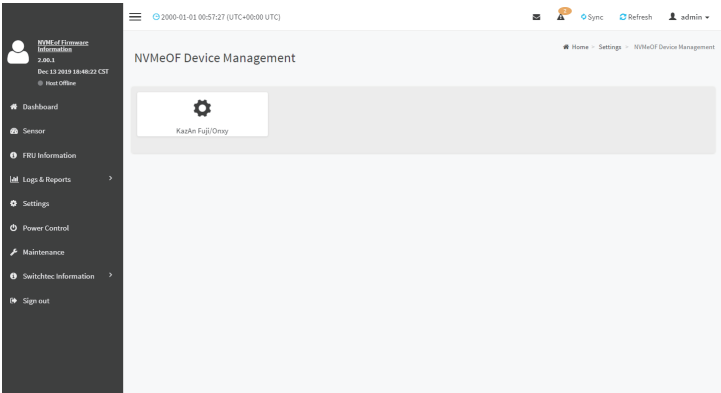 2000-01-01 00:57:27 (UTC+00:00 UTC)
2
Sync
Refresh
admin
NVMEof Firmware
Information
2.00.1
Dec 13 2019 18:48:22 CST
Host Offline
Dashboard
Sensor
FRU Information
Logs & Reports
Settings
Power Control
Maintenance
Switchtec Information
Sign out
NVMeOF Device Management
Home > Settings > NVMeOF Device Management
KazAn Fuji/Onxy